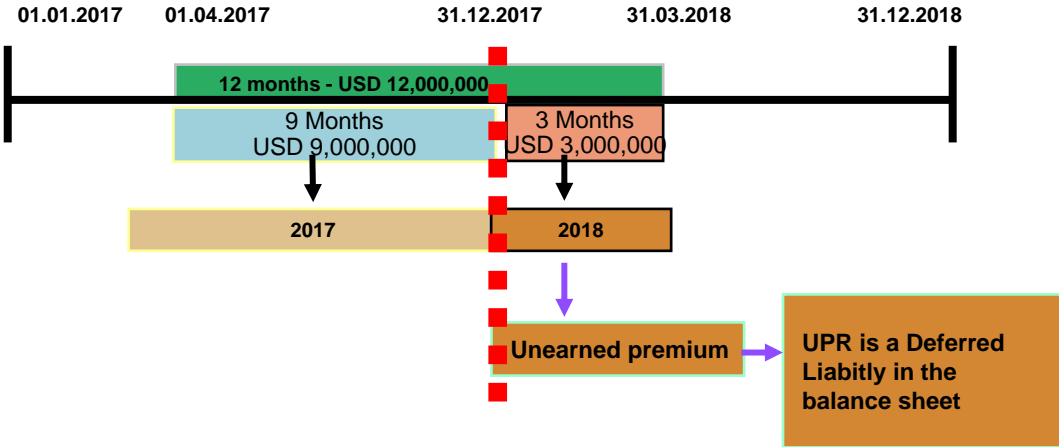 01.01.2017 01.04.2017 31.12.2017 31.03.2018 31.12.2018
12 months - USD 12,000,000
9 Months
USD 9,000,000
3 Months
USD 3,000,000
2017
2018
Unearned premium
UPR is a Deferred
Liabitly in the
balance sheet